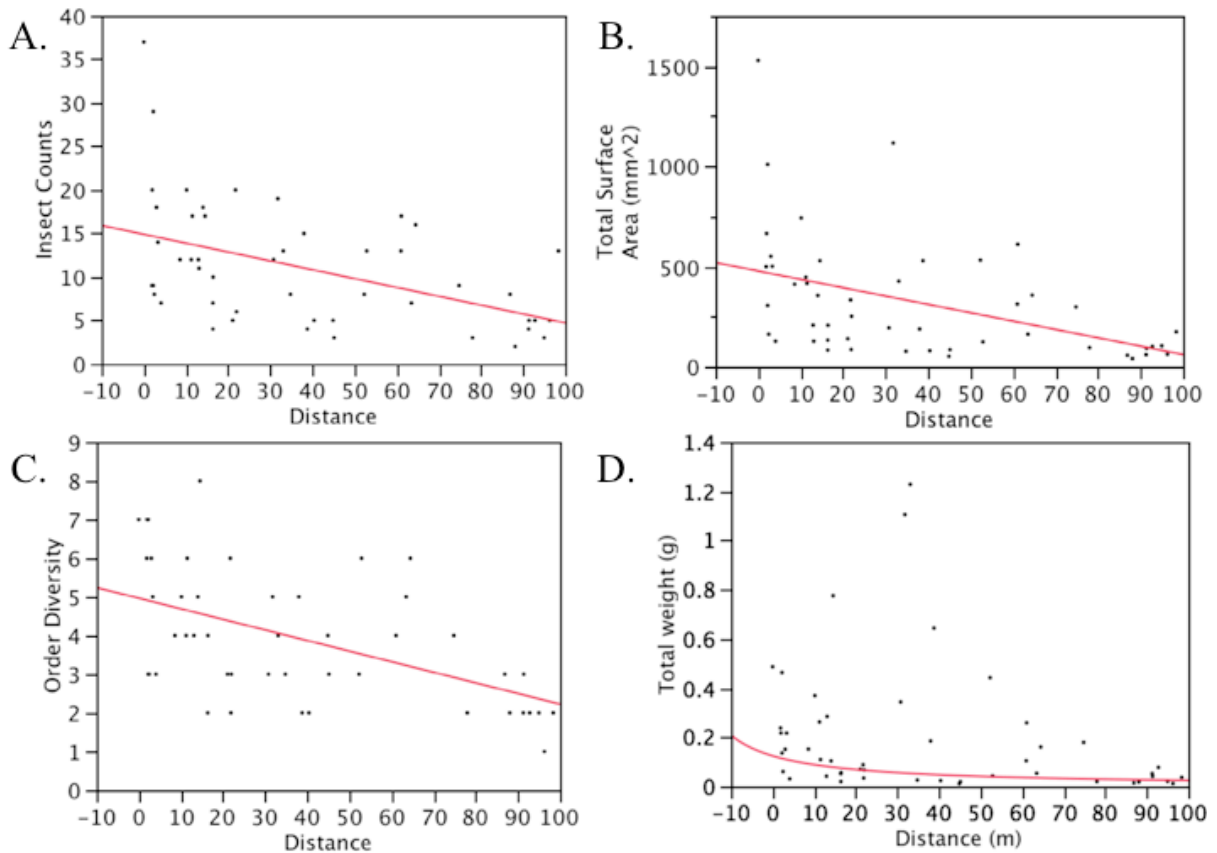 A.
Insect Counts
40
35
30
25
20
15
10
5
0
-10 0 10 20 30 40 50 60 70 80 90 100
Distance
B.
Total Surface
Area (mm^2)
1500
1000
500
0
-10 0 10 20 30 40 50 60 70 80 90 100
Distance
C.
Order Diversity
9
8
7
6
5
4
3
2
1
0
-10 0 10 20 30 40 50 60 70 80 90 100
Distance
D.
Total weight (g)
1.4
1.2
1
0.8
0.6
0.4
0.2
0
-10 0 10 20 30 40 50 60 70 80 90 100
Distance (m)